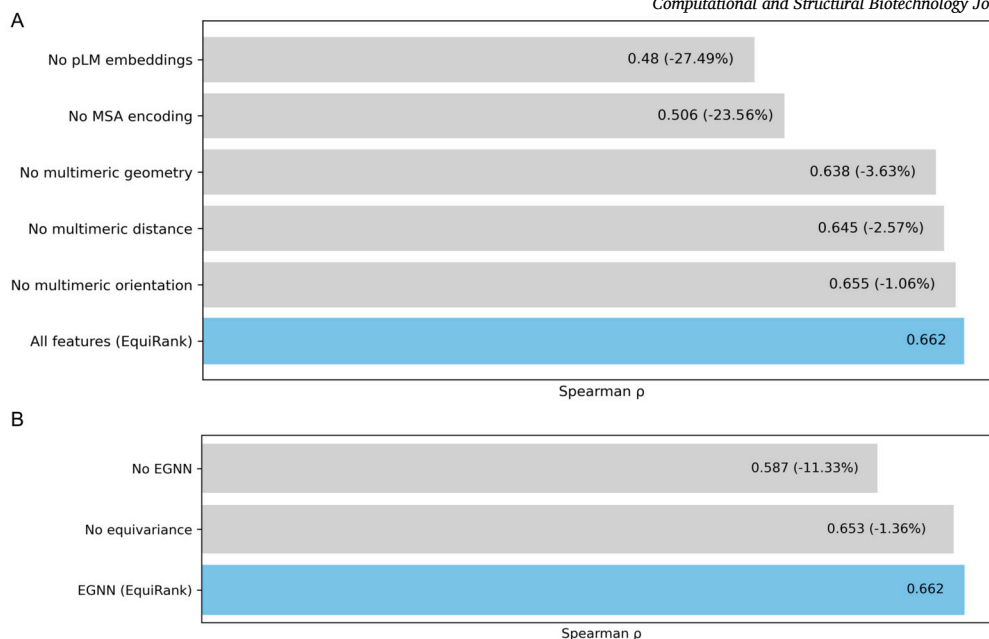 Computational and Structural Biotechnology Jo
A
No pLM embeddings 0.48 (-27.49%)
No MSA encoding 0.506 (-23.56%)
No multimeric geometry 0.638 (-3.63%)
No multimeric distance 0.645 (-2.57%)
No multimeric orientation 0.655 (-1.06%)
All features (EquiRank) 0.662
Spearman ρ
B
No EGNN 0.587 (-11.33%)
No equivariance 0.653 (-1.36%)
EGNN (EquiRank) 0.662
Spearman ρ